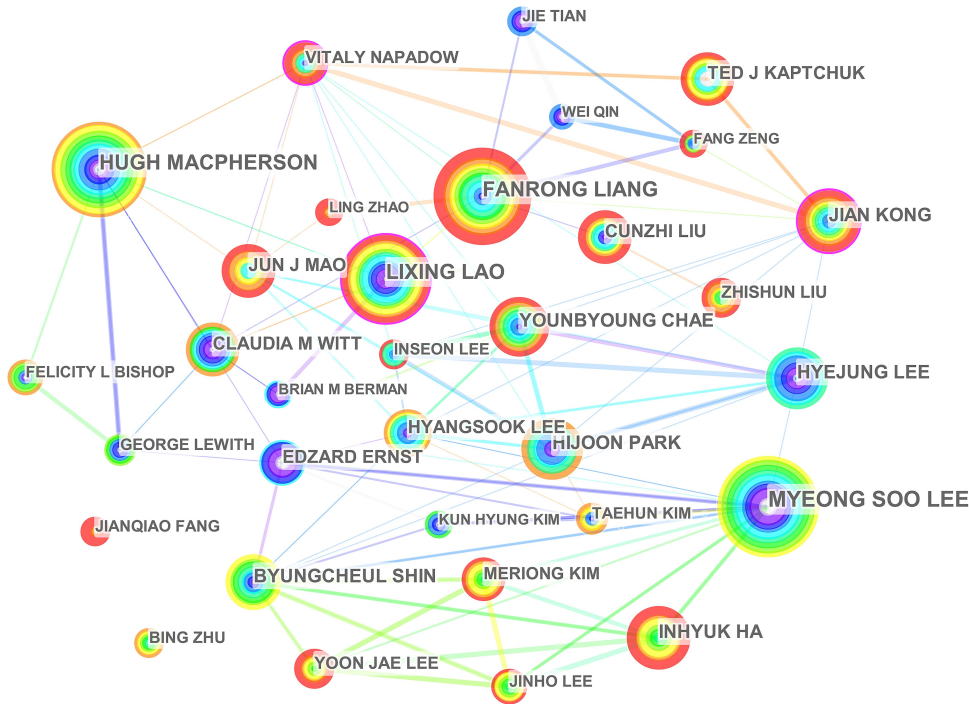 JIE TIAN
VITALY NAPADOW
TED J KAPTCHUK
WEI QIN
FANG ZENG
HUGH MACPHERSON
FANRONG LIANG
LING ZHAO
JIAN KONG
CUNZHI LIU
JUN J MAO
LIXING LAO
ZHISHUN LIU
YOUNBYOUNG CHAE
CLAUDIA M WITT
INSEON LEE
FELICITY L BISHOP
HYEJUNG LEE
BRIAN M BERMAN
HYANGSOOK LEE
GEORGE LEWITH
HIJOON PARK
EDZARD ERNST
MYEONG SOO LEE
TAEHUN KIM
JIANQIAO FANG
KUN HYUNG KIM
BYUNGCHEUL SHIN
MERIONG KIM
INHYUK HA
BING ZHU
YOON JAE LEE
JINHO LEE